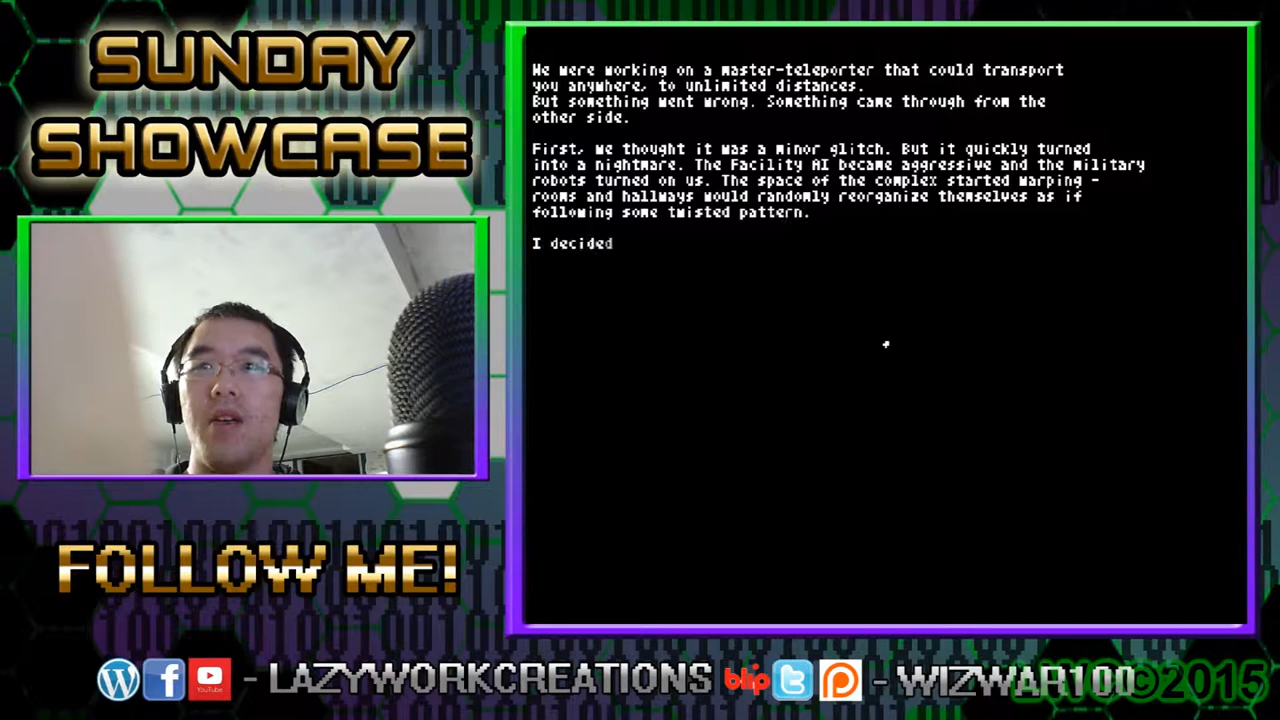 SUNDAY
SHOWCASE
We were working on a master-teleporter that could transport
you anywhere, to unlimited distances.
But something went wrong. Something came through from the
other side.
First, we thought it was a minor glitch. But it quickly turned
into a nightmare. The Facility AI became aggressive and the military
robots turned on us. The space of the complex started warping -
rooms and hallways would randomly reorganize themselves as if
following some twisted pattern.
I decided
FOLLOW ME!
YouTube - LAZYWORKCREATIONS blip - WIZWAR100
©2015